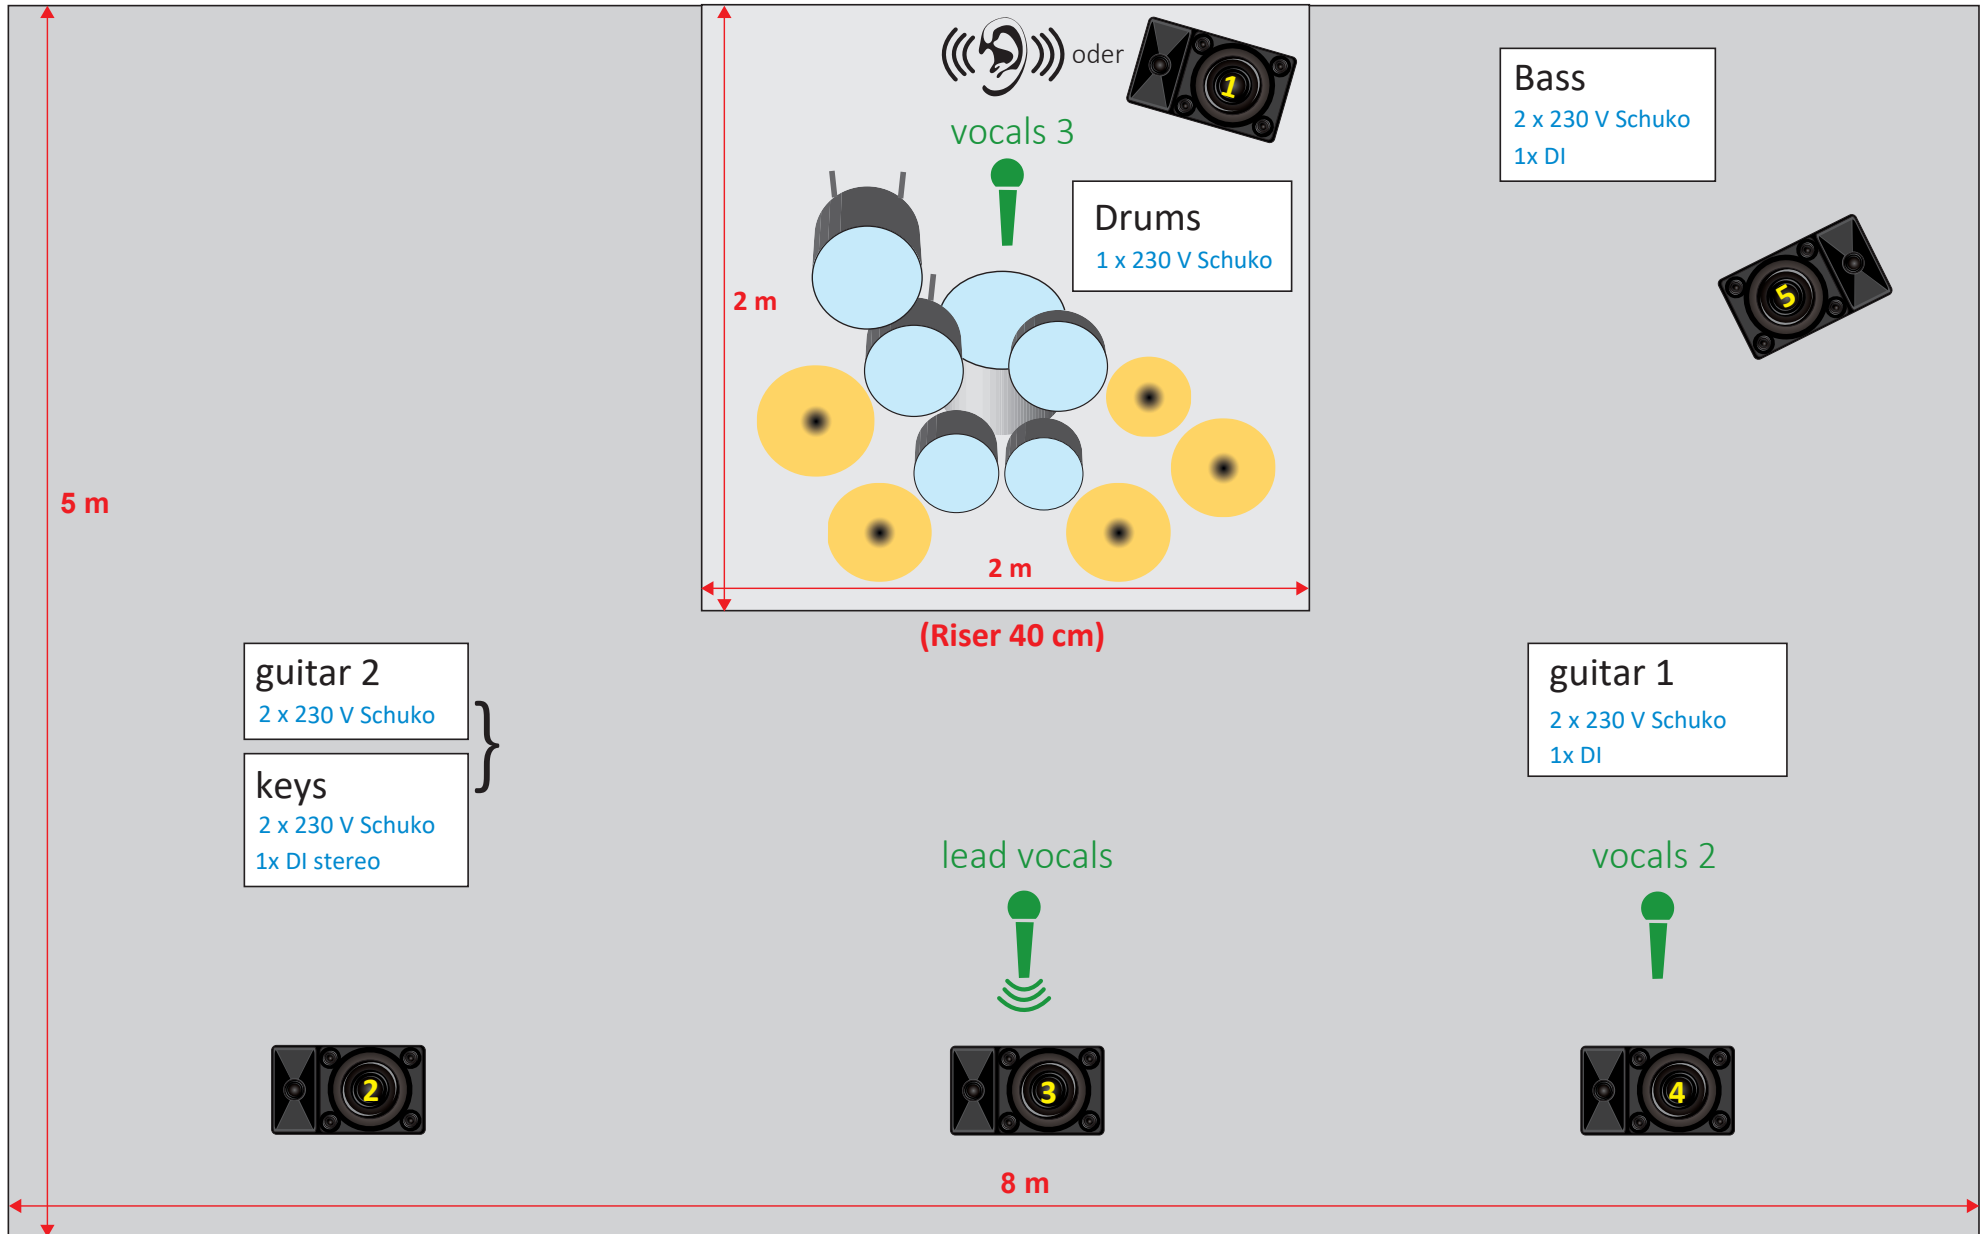 oder
1
vocals 3
Bass
2 x 230 V Schuko
1x DI
Drums
1 x 230 V Schuko
2 m
5
5 m
2 m
(Riser 40 cm)
guitar 2
2 x 230 V Schuko
}
keys
2 x 230 V Schuko
1x DI stereo
guitar 1
2 x 230 V Schuko
1x DI
lead vocals
vocals 2
2
3
4
8 m